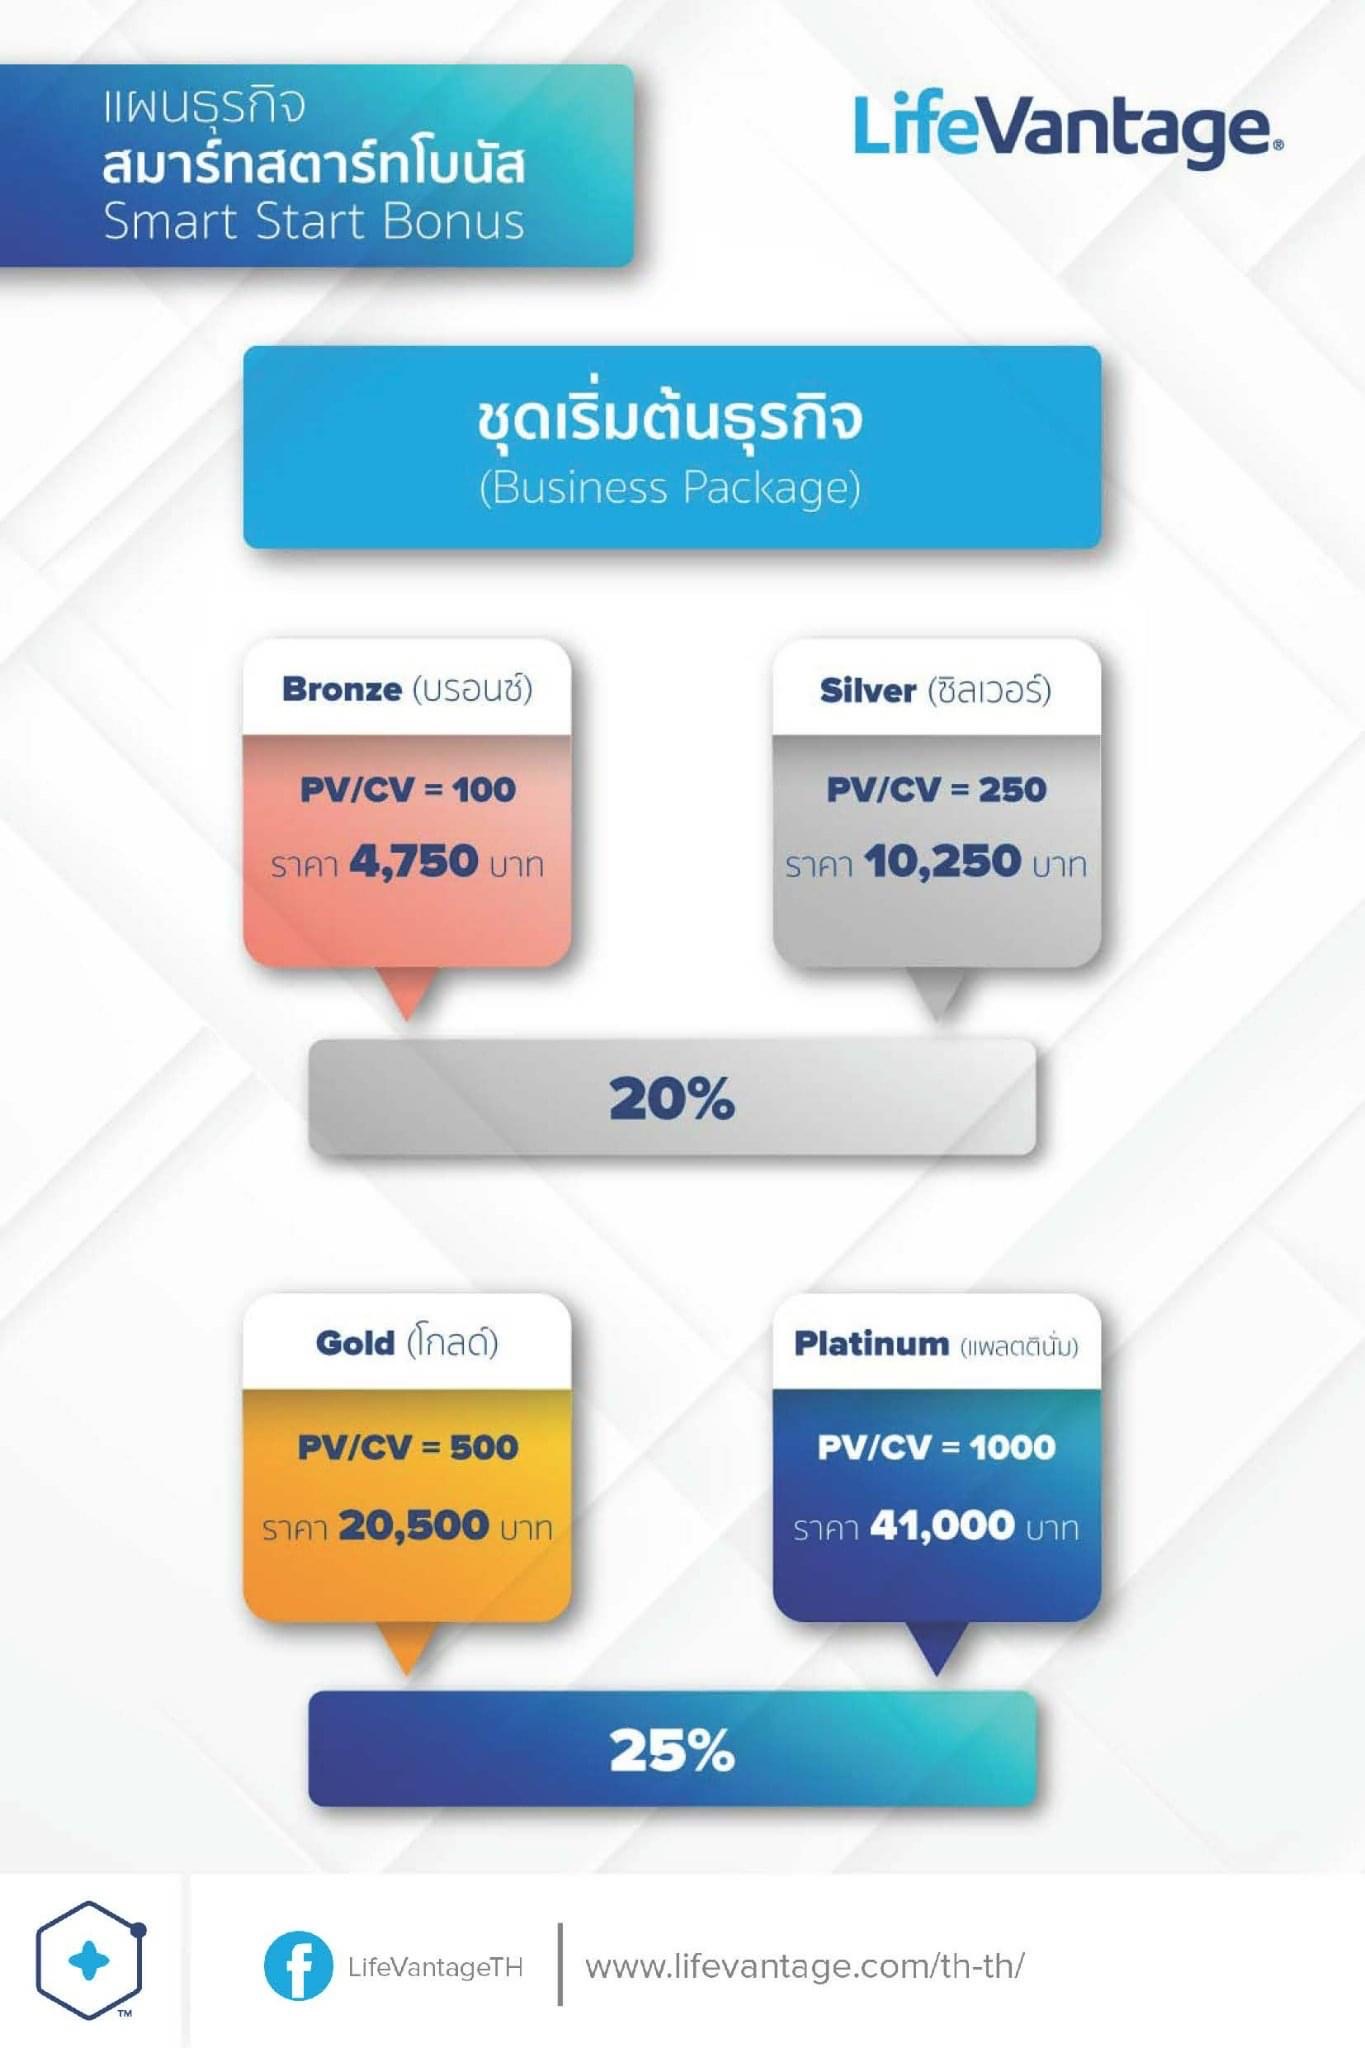 แผนธุรกิจ
สมาร์ทสตาร์ทโบนัส
Smart Start Bonus
LifeVantage®
ชุดเริ่มต้นธุรกิจ
(Business Package)
Bronze (บรอนซ์)
PV/CV = 100
ราคา 4,750 บาท
Silver (ซิลเวอร์)
PV/CV = 250
ราคา 10,250 บาท
20%
Gold (โกลด์)
PV/CV = 500
ราคา 20,500 บาท
Platinum (แพลตตินั่ม)
PV/CV = 1000
ราคา 41,000 บาท
25%
TM
LifeVantageTH
www.lifevantage.com/th-th/